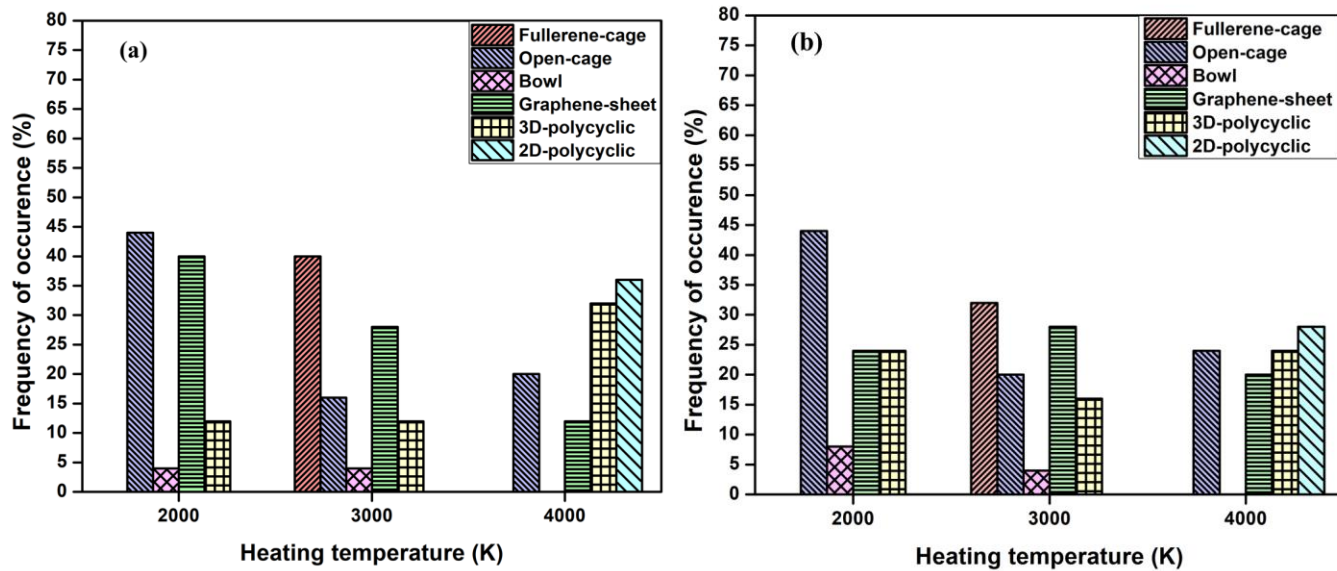 (a)
Fullerene-cage
Open-cage
Bowl
Graphene-sheet
3D-polycyclic
2D-polycyclic
80
75
70
65
60
55
50
45
40
35
30
25
20
15
10
5
0
Frequency of occurence (%)
2000 3000 4000
Heating temperature (K)
(b)
Fullerene-cage
Open-cage
Bowl
Graphene-sheet
3D-polycyclic
2D-polycyclic
80
75
70
65
60
55
50
45
40
35
30
25
20
15
10
5
0
Frequency of occurence (%)
2000 3000 4000
Heating temperature (K)